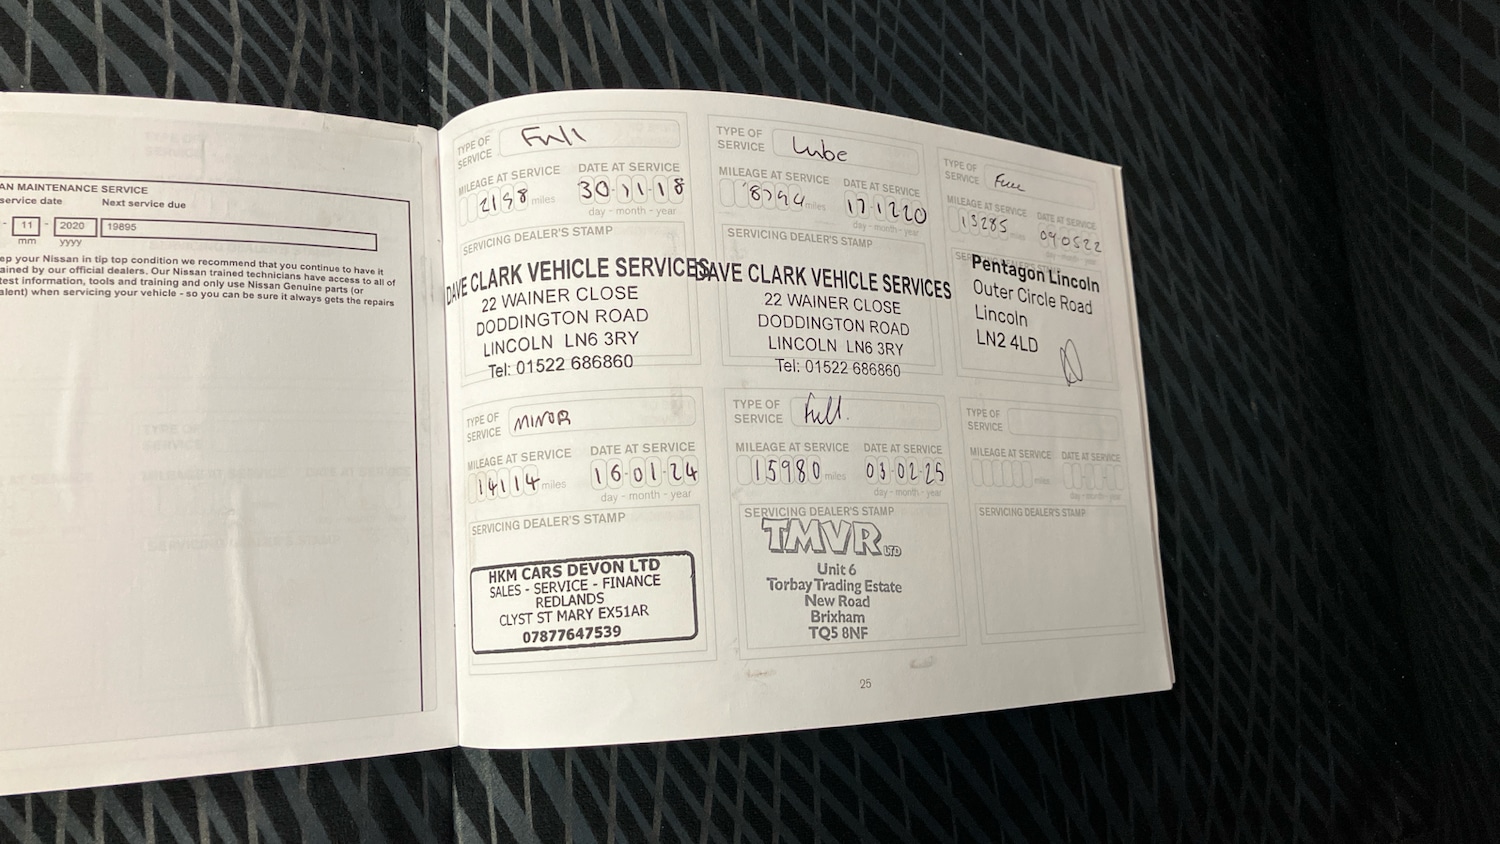 AN MAINTENANCE SERVICE
service date Next service due
- 11 - 2020 19895
mm yyyy
ep your Nissan in tip top condition we recommend that you continue to have it
ained by our official dealers. Our Nissan trained technicians have access to all of
test information, tools and training and only use Nissan Genuine parts (or
alent) when servicing your vehicle - so you can be sure it always gets the repairs
TYPE OF SERVICE Full
MILEAGE AT SERVICE DATE AT SERVICE
2198 miles 30-11-18
day - month - year
SERVICING DEALER'S STAMP
DAVE CLARK VEHICLE SERVICES
22 WAINER CLOSE
DODDINGTON ROAD
LINCOLN LN6 3RY
Tel: 01522 686860
TYPE OF SERVICE Lube
MILEAGE AT SERVICE DATE AT SERVICE
8794 miles 171220
day - month - year
SERVICING DEALER'S STAMP
DAVE CLARK VEHICLE SERVICES
22 WAINER CLOSE
DODDINGTON ROAD
LINCOLN LN6 3RY
Tel: 01522 686860
TYPE OF SERVICE Full
MILEAGE AT SERVICE DATE AT SERVICE
13285 miles 090522
day - month - year
Pentagon Lincoln
Outer Circle Road
Lincoln
LN2 4LD
TYPE OF SERVICE MINOR
MILEAGE AT SERVICE DATE AT SERVICE
14114 miles 16-01-24
day - month - year
SERVICING DEALER'S STAMP
HKM CARS DEVON LTD
SALES - SERVICE - FINANCE
REDLANDS
CLYST ST MARY EX51AR
07877647539
TYPE OF SERVICE Full.
MILEAGE AT SERVICE DATE AT SERVICE
15980 miles 03-02-25
day - month - year
SERVICING DEALER'S STAMP
TMVR LTD
Unit 6
Torbay Trading Estate
New Road
Brixham
TQ5 8NF
TYPE OF SERVICE
MILEAGE AT SERVICE DATE AT SERVICE
miles
day - month - year
SERVICING DEALER'S STAMP
25